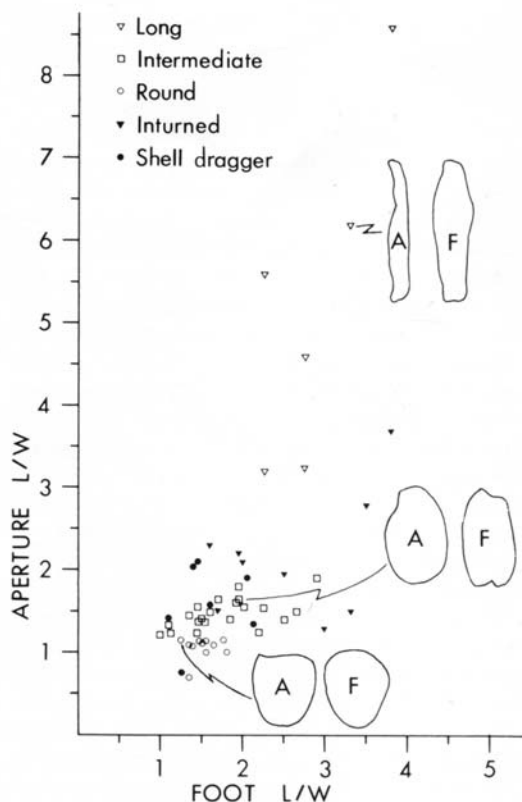 Long
Intermediate
Round
Inturned
Shell dragger
8
7
6
5
4
3
2
1
APERTURE L/W
A F
A F
A F
1 2 3 4 5
FOOT L/W